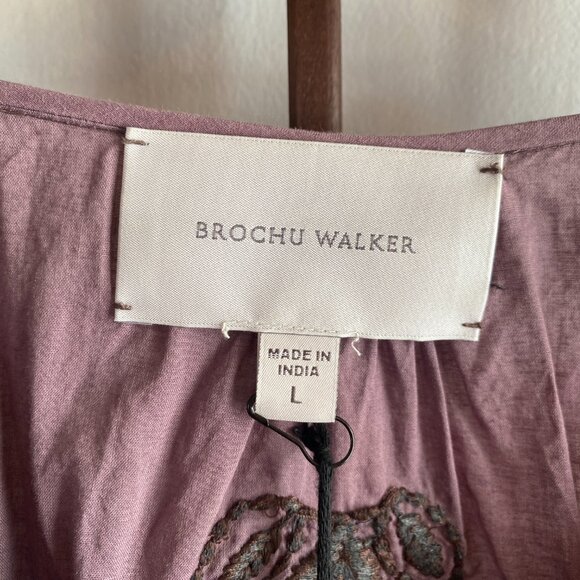 BROCHU WALKER
MADE IN
INDIA
L